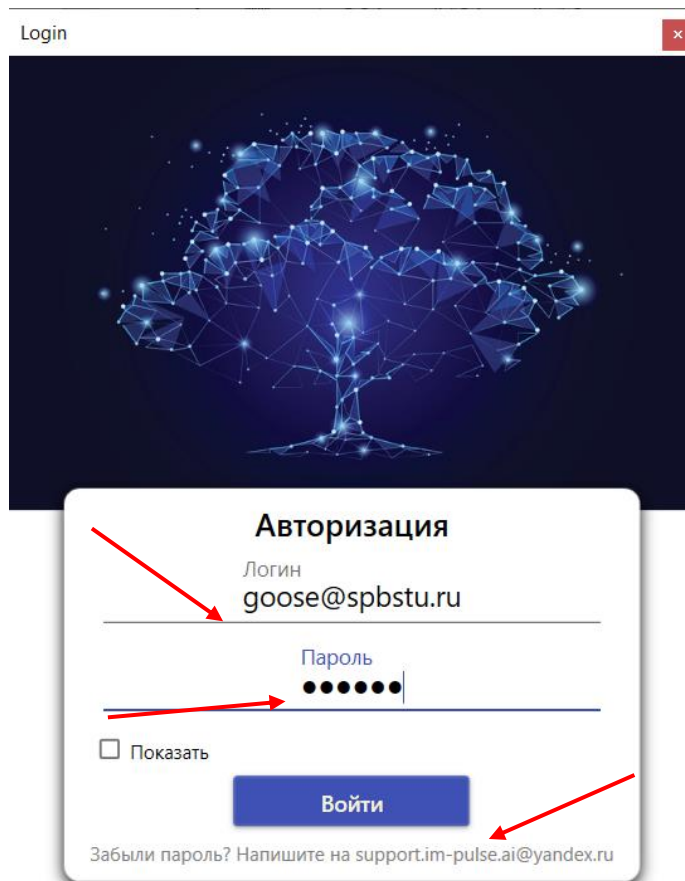 Login
Авторизация
Логин
goose@spbstu.ru
Пароль
●●●●●●
Показать
Войти
Забыли пароль? Напишите на support.im-pulse.ai@yandex.ru